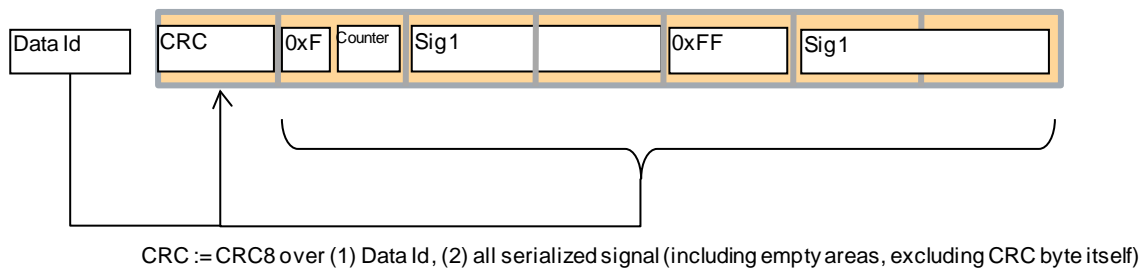 Data Id CRC 0xF Counter Sig1 0xFF Sig1
CRC := CRC8 over (1) Data Id, (2) all serialized signal (including empty areas, excluding CRC byte itself)